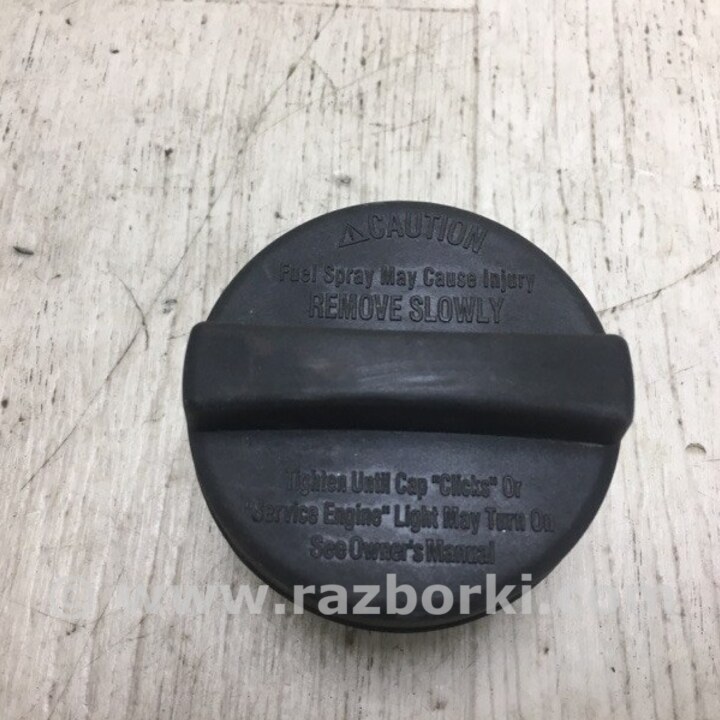 ⚠CAUTION
Fuel Spray May Cause Injury
REMOVE SLOWLY
Tighten Until Cap "Clicks" Or
"Service Engine" Light May Turn On
See Owner's Manual
© www.razborki.com